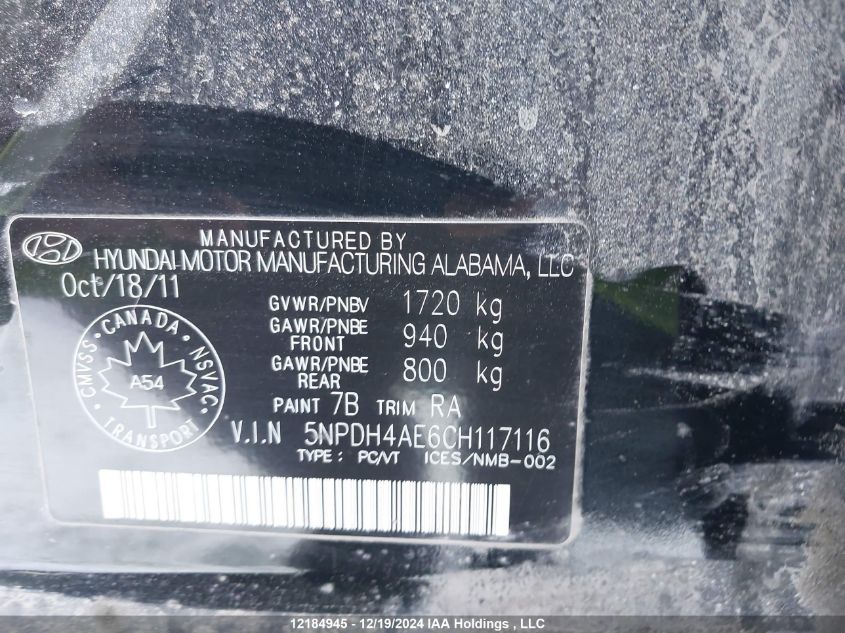 MANUFACTURED BY
HYUNDAI MOTOR MANUFACTURING ALABAMA, LLC
Oct/18/11
GVWR/PNBV 1720 kg
GAWR/PNBE FRONT 940 kg
GAWR/PNBE REAR 800 kg
PAINT 7B TRIM RA
CANADA · NSVAC · TRANSPORT · CMVSS ·
A54
V.I.N 5NPDH4AE6CH117116
TYPE : PC/VT ICES/NMB-002
12184945 - 12/19/2024 IAA Holdings , LLC